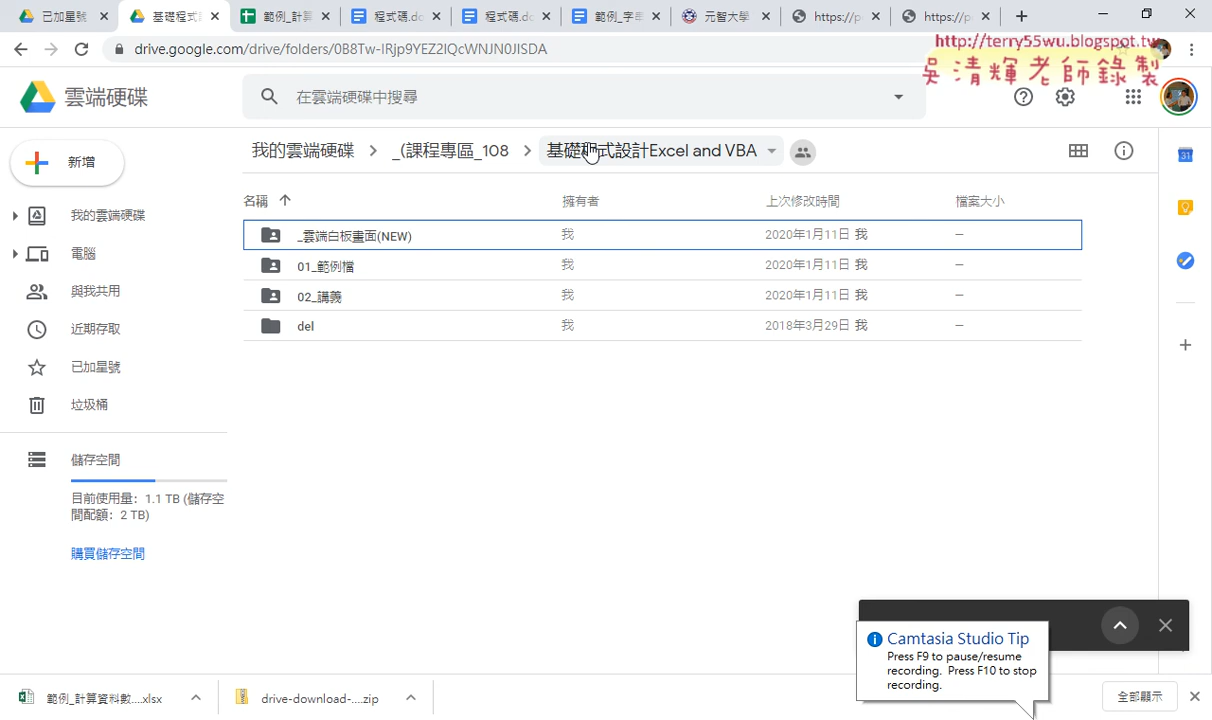 已加星號
基礎程式設
範例_計算
程式碼.do
程式碼.do
範例_字串
元智大學
https://p
https://p
drive.google.com/drive/folders/0B8Tw-IRjp9YEZ2IQcWNJN0JISDA
http://terry55wu.blogspot.tw
吳清輝老師錄製
雲端硬碟
在雲端硬碟中搜尋
新增
我的雲端硬碟
電腦
與我共用
近期存取
已加星號
垃圾桶
儲存空間
目前使用量：1.1 TB (儲存空
間配額：2 TB)
購買儲存空間
我的雲端硬碟 > _(課程專區_108 > 基礎程式設計Excel and VBA
名稱 擁有者 上次修改時間 檔案大小
_雲端白板畫面(NEW) 我 2020年1月11日 我 —
01_範例檔 我 2020年1月11日 我 —
02_講義 我 2020年1月11日 我 —
del 我 2018年3月29日 我 —
31
Camtasia Studio Tip
Press F9 to pause/resume
recording. Press F10 to stop
recording.
範例_計算資料數....xlsx
drive-download-....zip
全部顯示